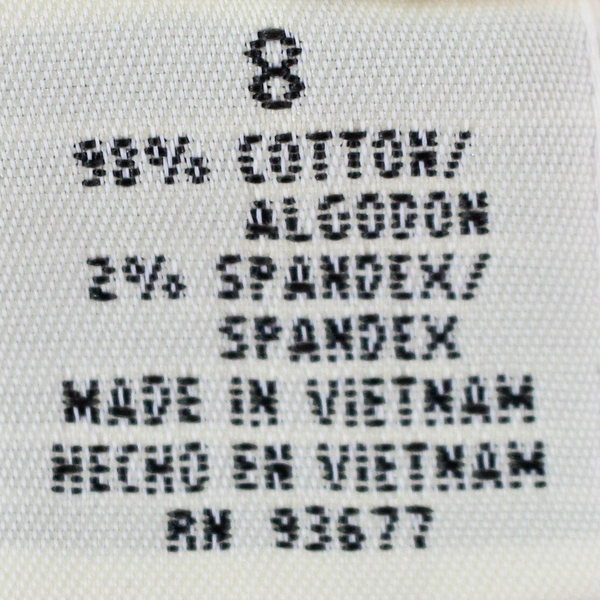 8
98% COTTON/
ALGODON
2% SPANDEX/
SPANDEX
MADE IN VIETNAM
HECHO EN VIETNAM
RN 93677